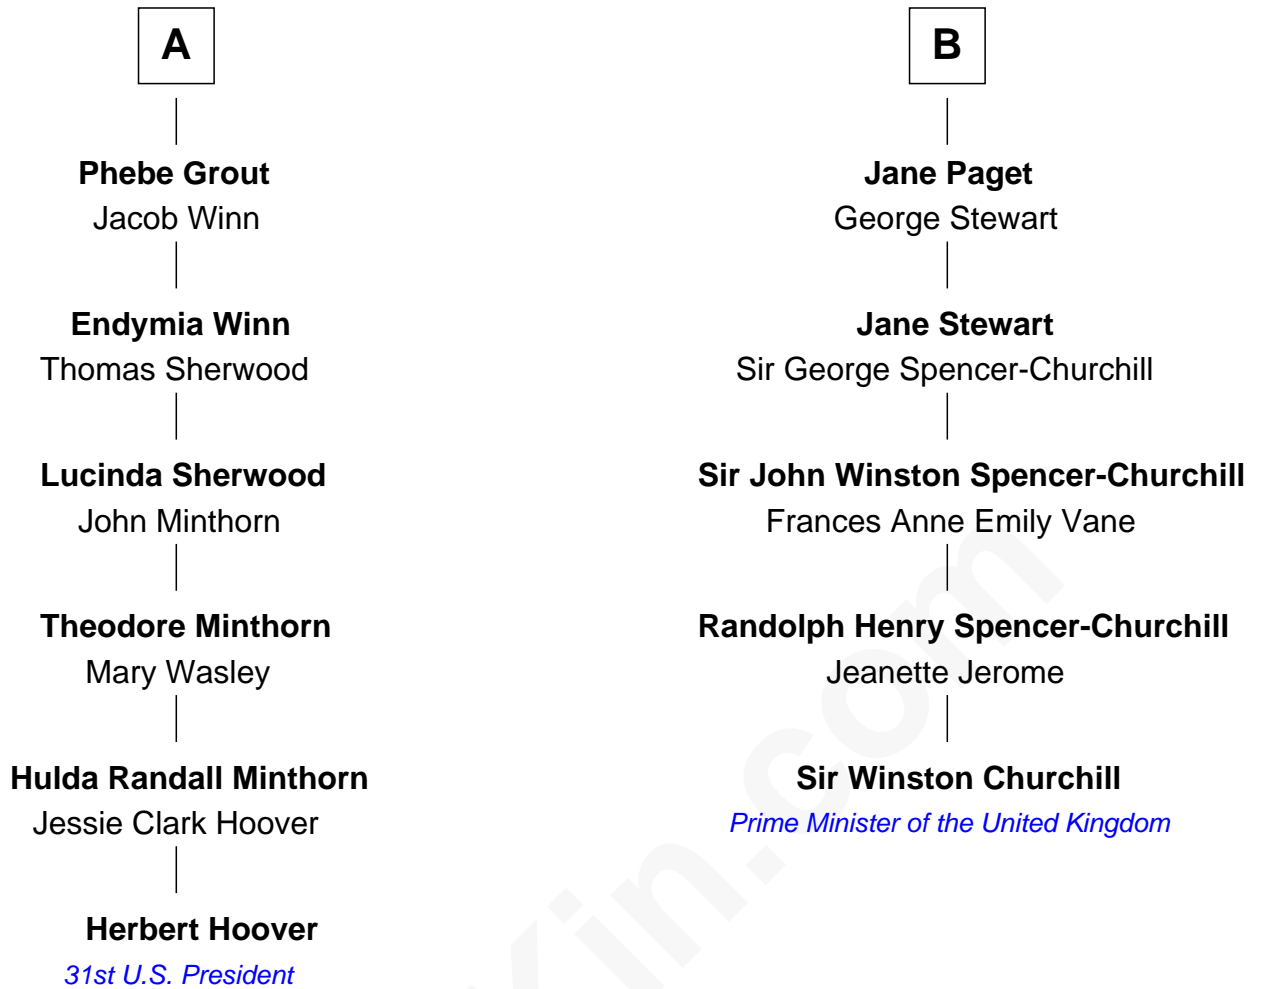 A
B
Phebe Grout
Jacob Winn
Jane Paget
George Stewart
Endymia Winn
Thomas Sherwood
Jane Stewart
Sir George Spencer-Churchill
Lucinda Sherwood
John Minthorn
Sir John Winston Spencer-Churchill
Frances Anne Emily Vane
Theodore Minthorn
Mary Wasley
Randolph Henry Spencer-Churchill
Jeanette Jerome
Hulda Randall Minthorn
Jessie Clark Hoover
Sir Winston Churchill
Prime Minister of the United Kingdom
Herbert Hoover
31st U.S. President
Kin.com